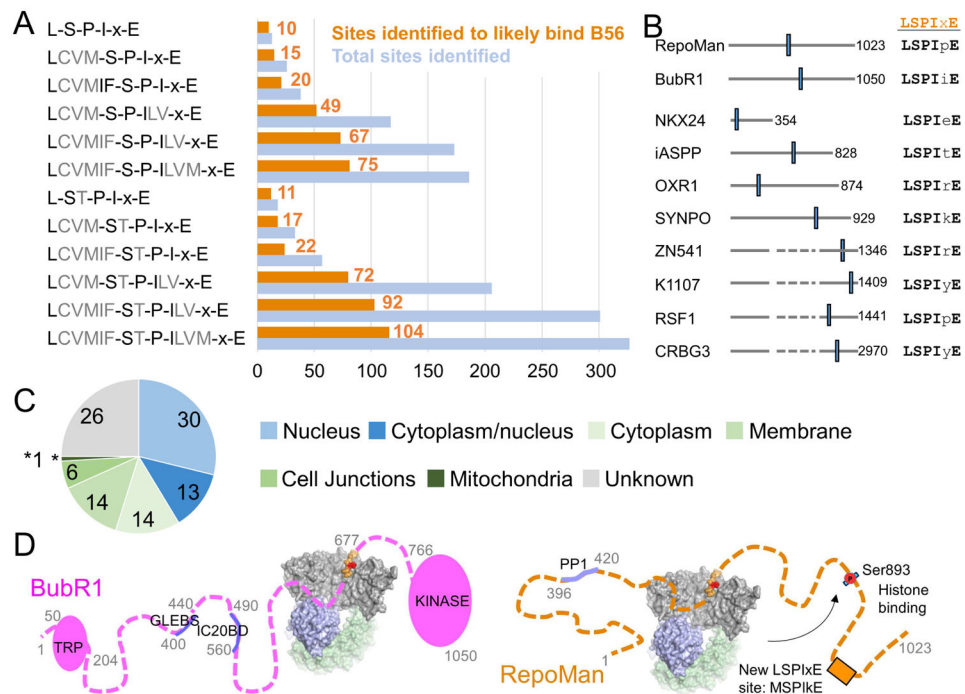 A
L-S-P-I-x-E
LCVM-S-P-I-x-E
LCVMIF-S-P-I-x-E
LCVM-S-P-ILV-x-E
LCVMIF-S-P-ILV-x-E
LCVMIF-S-P-ILVM-x-E
L-ST-P-I-x-E
LCVM-ST-P-I-x-E
LCVMIF-ST-P-I-x-E
LCVM-ST-P-ILV-x-E
LCVMIF-ST-P-ILV-x-E
LCVMIF-ST-P-ILVM-x-E
10
15
20
49
67
75
11
17
22
72
92
104
Sites identified to likely bind B56
Total sites identified
0 50 100 150 200 250 300
B
LSPIxE
RepoMan 1023 LSPIpE
BubR1 1050 LSPIiE
NKX24 354 LSPIeE
iASPP 828 LSPItE
OXR1 874 LSPIrE
SYNPO 929 LSPIkE
ZN541 1346 LSPIrE
K1107 1409 LSPIyE
RSF1 1441 LSPIpE
CRBG3 2970 LSPIyE
C
26
30
*1 *
6
14
14
13
Nucleus Cytoplasm/nucleus Cytoplasm Membrane
Cell Junctions Mitochondria Unknown
D
BubR1
50
1
TRP
204
GLEBS
440
400
IC20BD
490
560
677
766
KINASE
1050
PP1
420
396
RepoMan
1
Ser893
P
Histone
binding
New LSPIxE
site: MSPIkE
1023